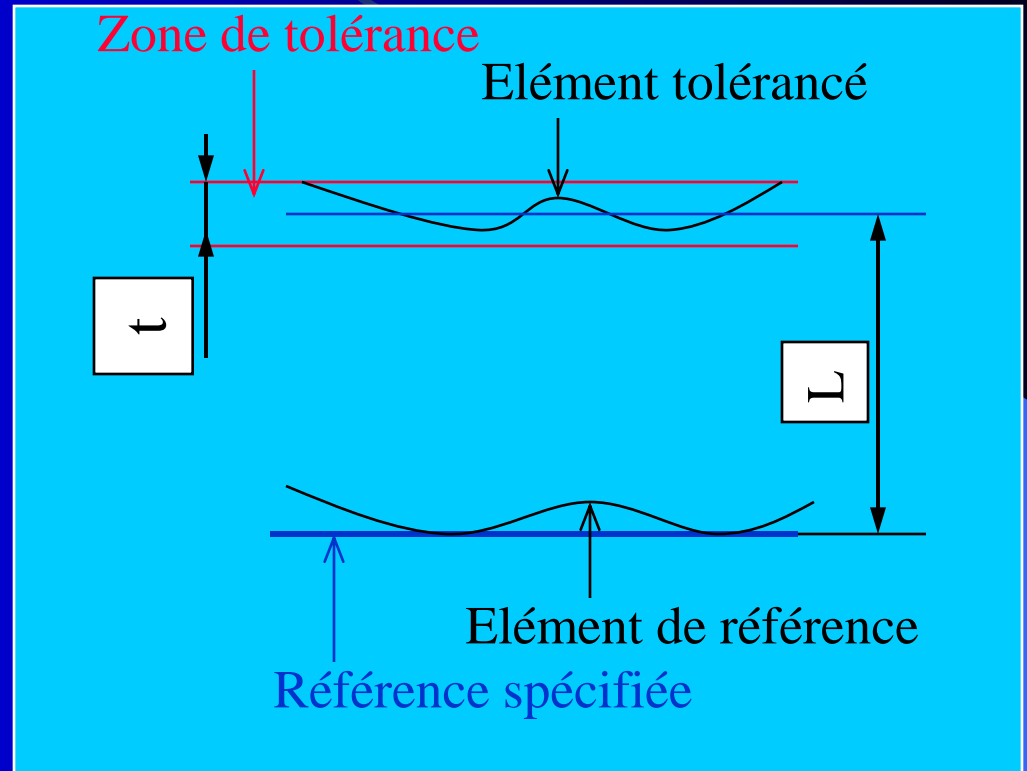 Zone de tolérance
Elément tolérancé
t
L
Elément de référence
Référence spécifiée